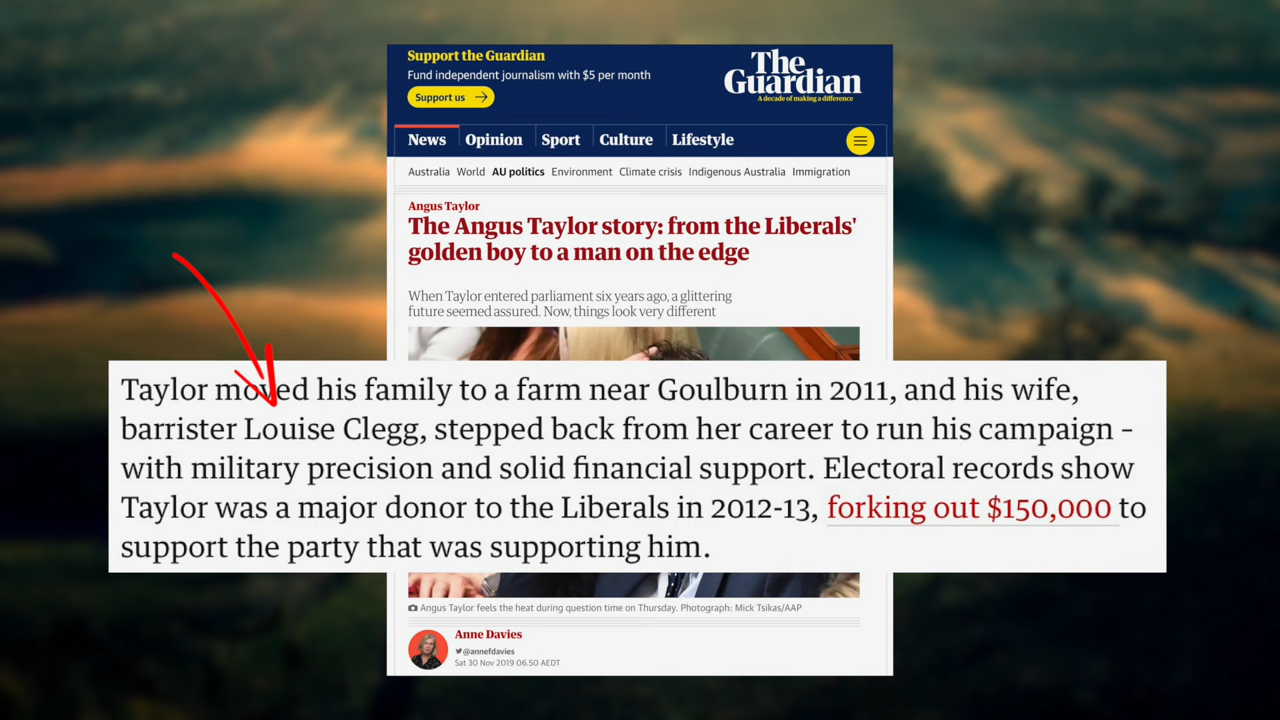 Support the Guardian
Fund independent journalism with $5 per month
Support us
The
Guardian
A decade of making a difference
News Opinion Sport Culture Lifestyle
Australia World AU politics Environment Climate crisis Indigenous Australia Immigration
Angus Taylor
The Angus Taylor story: from the Liberals'
golden boy to a man on the edge
When Taylor entered parliament six years ago, a glittering
future seemed assured. Now, things look very different
Taylor moved his family to a farm near Goulburn in 2011, and his wife,
barrister Louise Clegg, stepped back from her career to run his campaign –
with military precision and solid financial support. Electoral records show
Taylor was a major donor to the Liberals in 2012-13, forking out $150,000 to
support the party that was supporting him.
Angus Taylor feels the heat during question time on Thursday. Photograph: Mick Tsikas/AAP
Anne Davies
@annefdavies
Sat 30 Nov 2019 06.50 AEDT